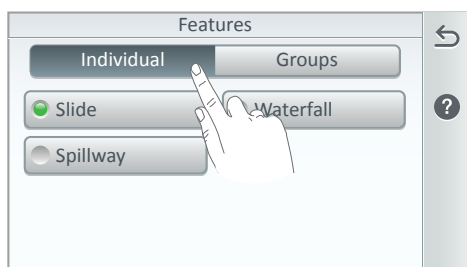 Features
Individual Groups
Slide Waterfall
Spillway
?